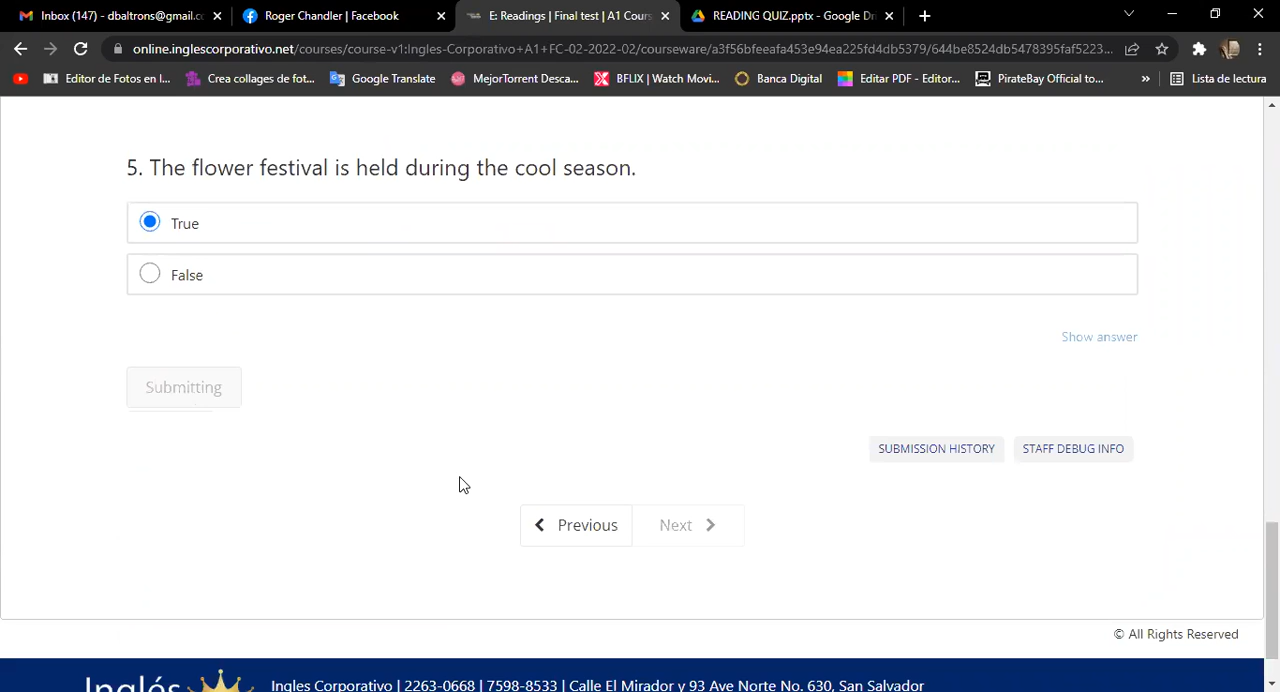 Inbox (147) - dbaltrons@gmail.c
Roger Chandler | Facebook
E: Readings | Final test | A1 Cours
READING QUIZ.pptx - Google Dr
online.inglescorporativo.net/courses/course-v1:Ingles-Corporativo+A1+FC-02-2022-02/courseware/a3f56bfeeafa453e94ea225fd4db5379/644be8524db5478395faf5223...
Editor de Fotos en l...
Crea collages de fot...
Google Translate
MejorTorrent Desca...
BFLIX | Watch Movi...
Banca Digital
Editar PDF - Editor...
PirateBay Official to...
»
Lista de lectura
5. The flower festival is held during the cool season.
True
False
Show answer
Submitting
SUBMISSION HISTORY
STAFF DEBUG INFO
Previous
Next
© All Rights Reserved
Inglés
Ingles Corporativo | 2263-0668 | 7598-8533 | Calle El Mirador y 93 Ave Norte No. 630, San Salvador